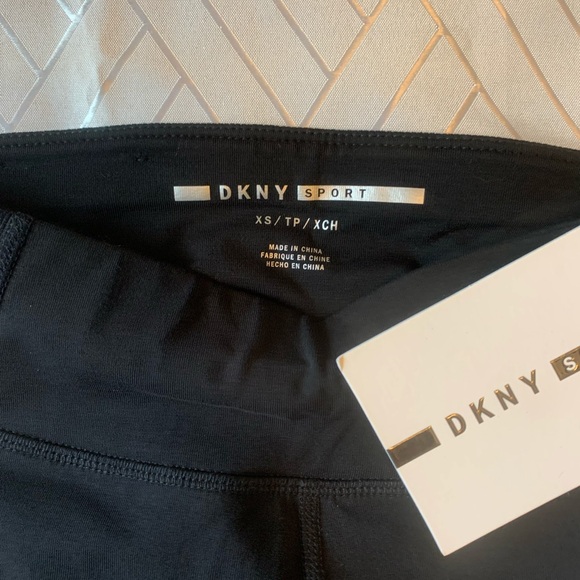 DKNY SPORT
XS/TP/XCH
MADE IN CHINA
FABRIQUE EN CHINE
HECHO EN CHINA
DKNY S